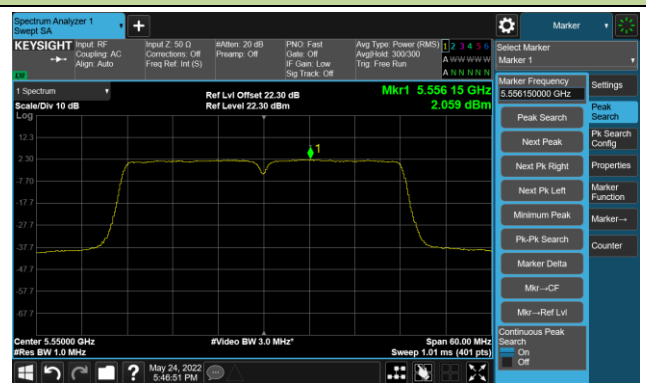 Spectrum Analyzer 1
Swept SA
+
Marker
KEYSIGHT Input: RF Input Z: 50 Ω #Atten: 20 dB PNO: Fast Avg Type: Power (RMS) 1 2 3 4 5 6
Coupling: AC Corrections: Off Preamp: Off Gate: Off Avg|Hold: 300/300 A W W W W W
Align: Auto Freq Ref: Int (S) IF Gain: Low Trig: Free Run
Sig Track: Off A N N N N N
LW
Select Marker
Marker 1
1 Spectrum
Scale/Div 10 dB
Ref Lvl Offset 22.30 dB
Ref Level 22.30 dBm
Mkr1 5.556 15 GHz
2.059 dBm
Log
12.3
2.30
-7.70
-17.7
-27.7
-37.7
-47.7
-57.7
-67.7
1
Center 5.55000 GHz #Video BW 3.0 MHz* Span 60.00 MHz
#Res BW 1.0 MHz Sweep 1.01 ms (401 pts)
Marker Frequency
5.556150000 GHz
Peak Search
Next Peak
Next Pk Right
Next Pk Left
Minimum Peak
Pk-Pk Search
Marker Delta
Mkr→CF
Mkr→Ref Lvl
Continuous Peak
Search
On
Off
Settings
Peak
Search
Pk Search
Config
Properties
Marker
Function
Marker→
Counter
?
May 24, 2022
5:46:51 PM